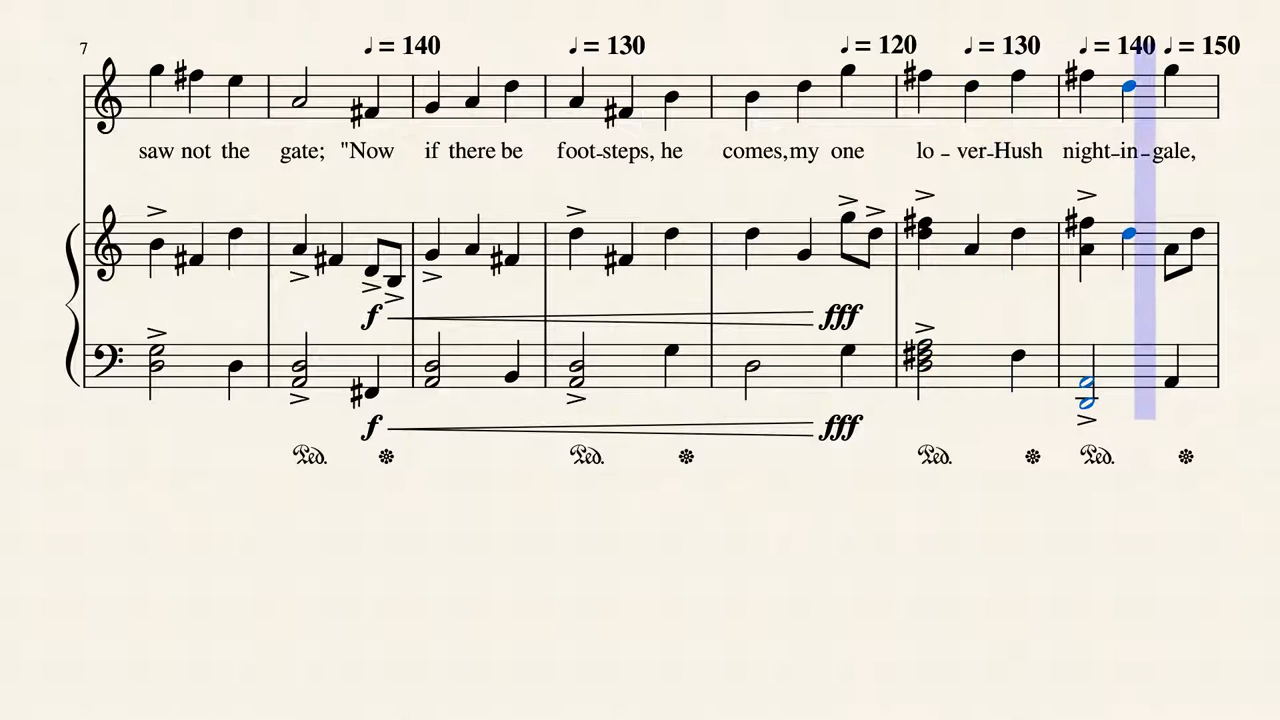 7 ♩ = 140 ♩ = 130 ♩ = 120 ♩ = 130 ♩ = 140 ♩ = 150
saw not the gate; "Now if there be foot-steps, he comes, my one lo - ver-Hush night-in-gale,
f fff
f fff
Ped. Ped. Ped. Ped.